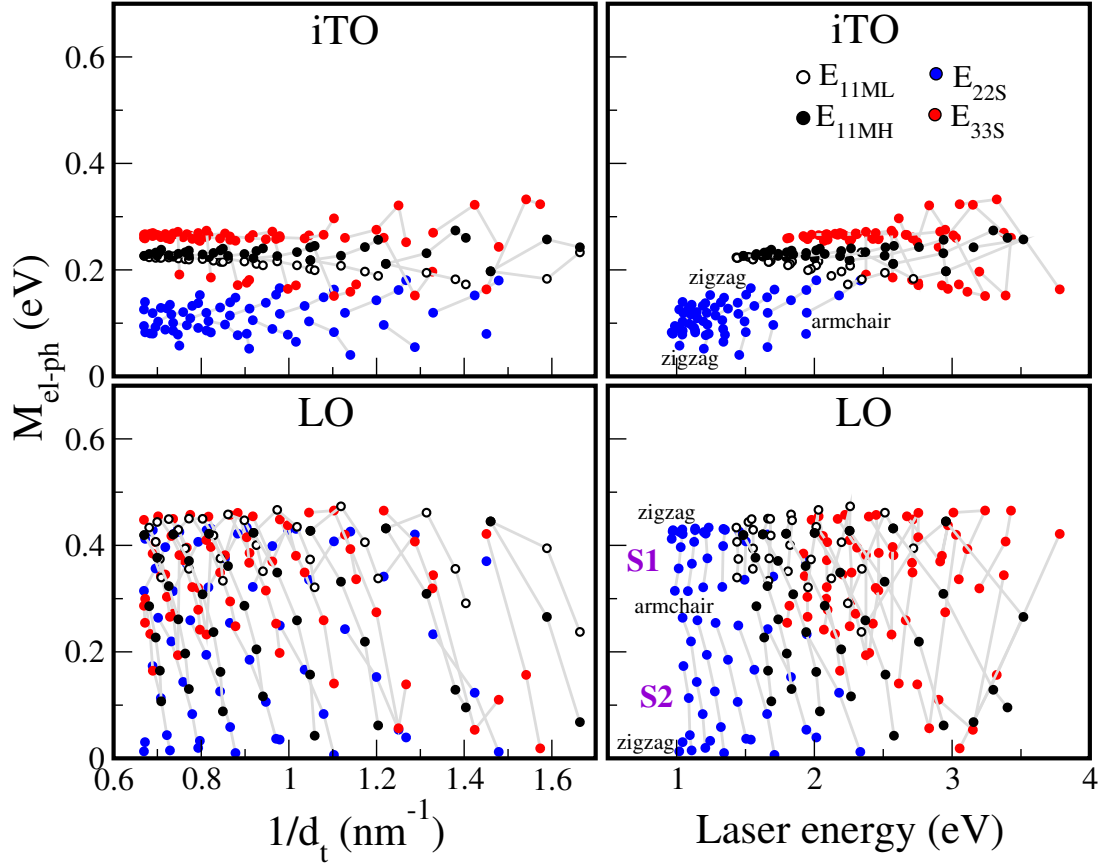 iTO
iTO
E11ML
E22S
E11MH
E33S
zigzag
armchair
zigzag
LO
LO
zigzag
S1
armchair
S2
zigzag
Mel-ph (eV)
0.6
0.4
0.2
0
0.6
0.4
0.2
0
0.6
0.8
1
1.2
1.4
1.6
1
2
3
4
1/dt (nm-1)
Laser energy (eV)